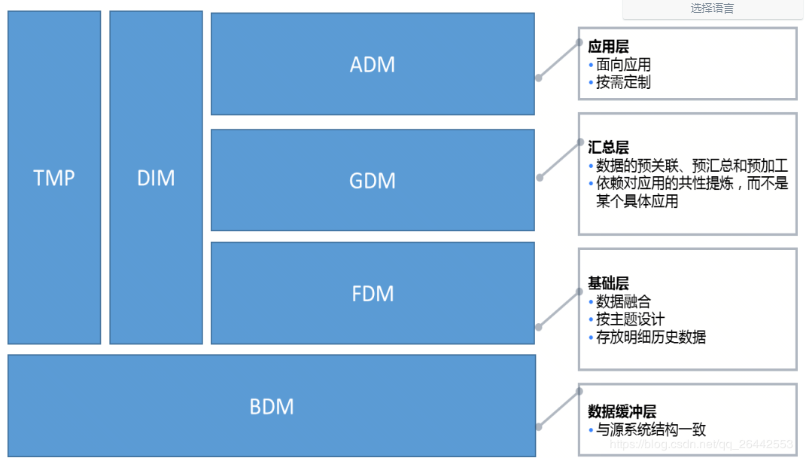 选择语言
TMP
DIM
ADM
GDM
FDM
BDM
应用层
• 面向应用
• 按需定制
汇总层
• 数据的预关联、预汇总和预加工
• 依赖对应用的共性提炼，而不是
某个具体应用
基础层
• 数据融合
• 按主题设计
• 存放明细历史数据
数据缓冲层
• 与源系统结构一致
https://blog.csdn.net/qq_26442553